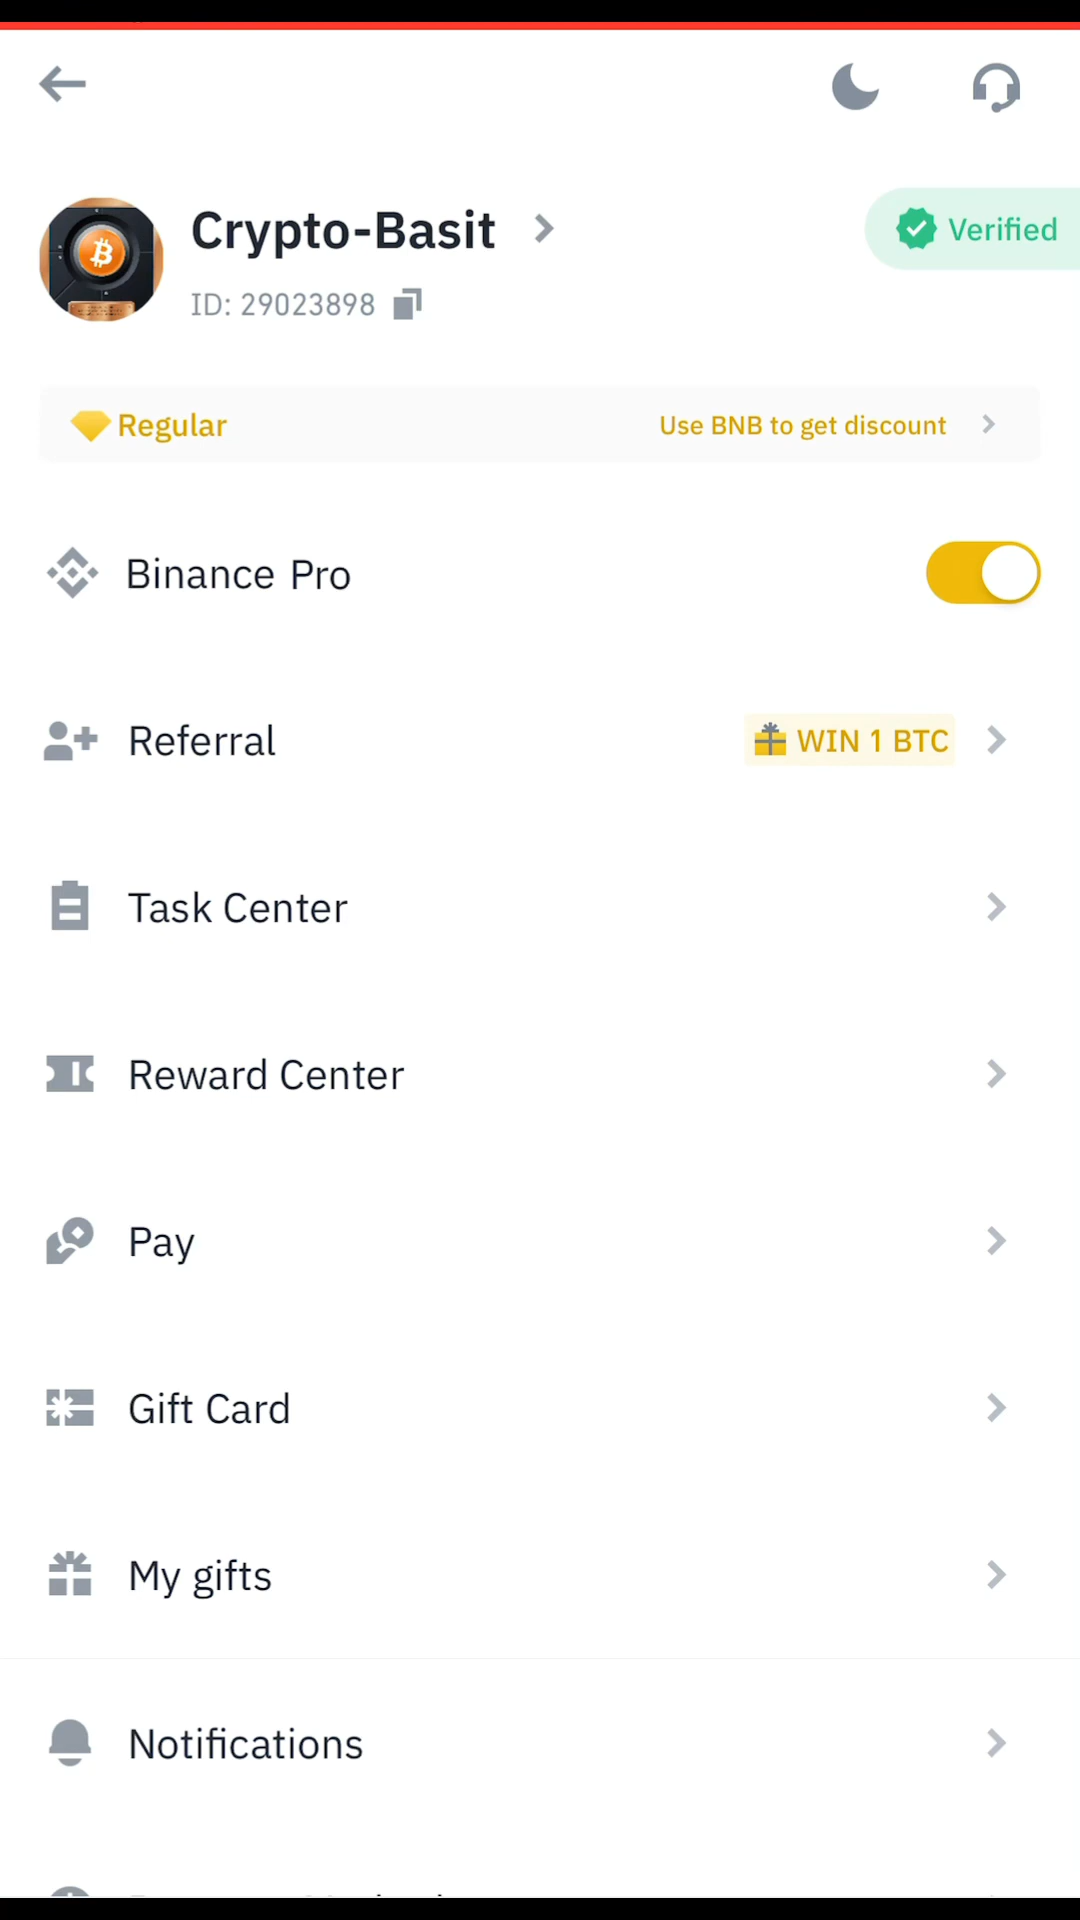 Crypto-Basit
Verified
ID: 29023898
Regular
Use BNB to get discount
Binance Pro
Referral
WIN 1 BTC
Task Center
Reward Center
Pay
Gift Card
My gifts
Notifications